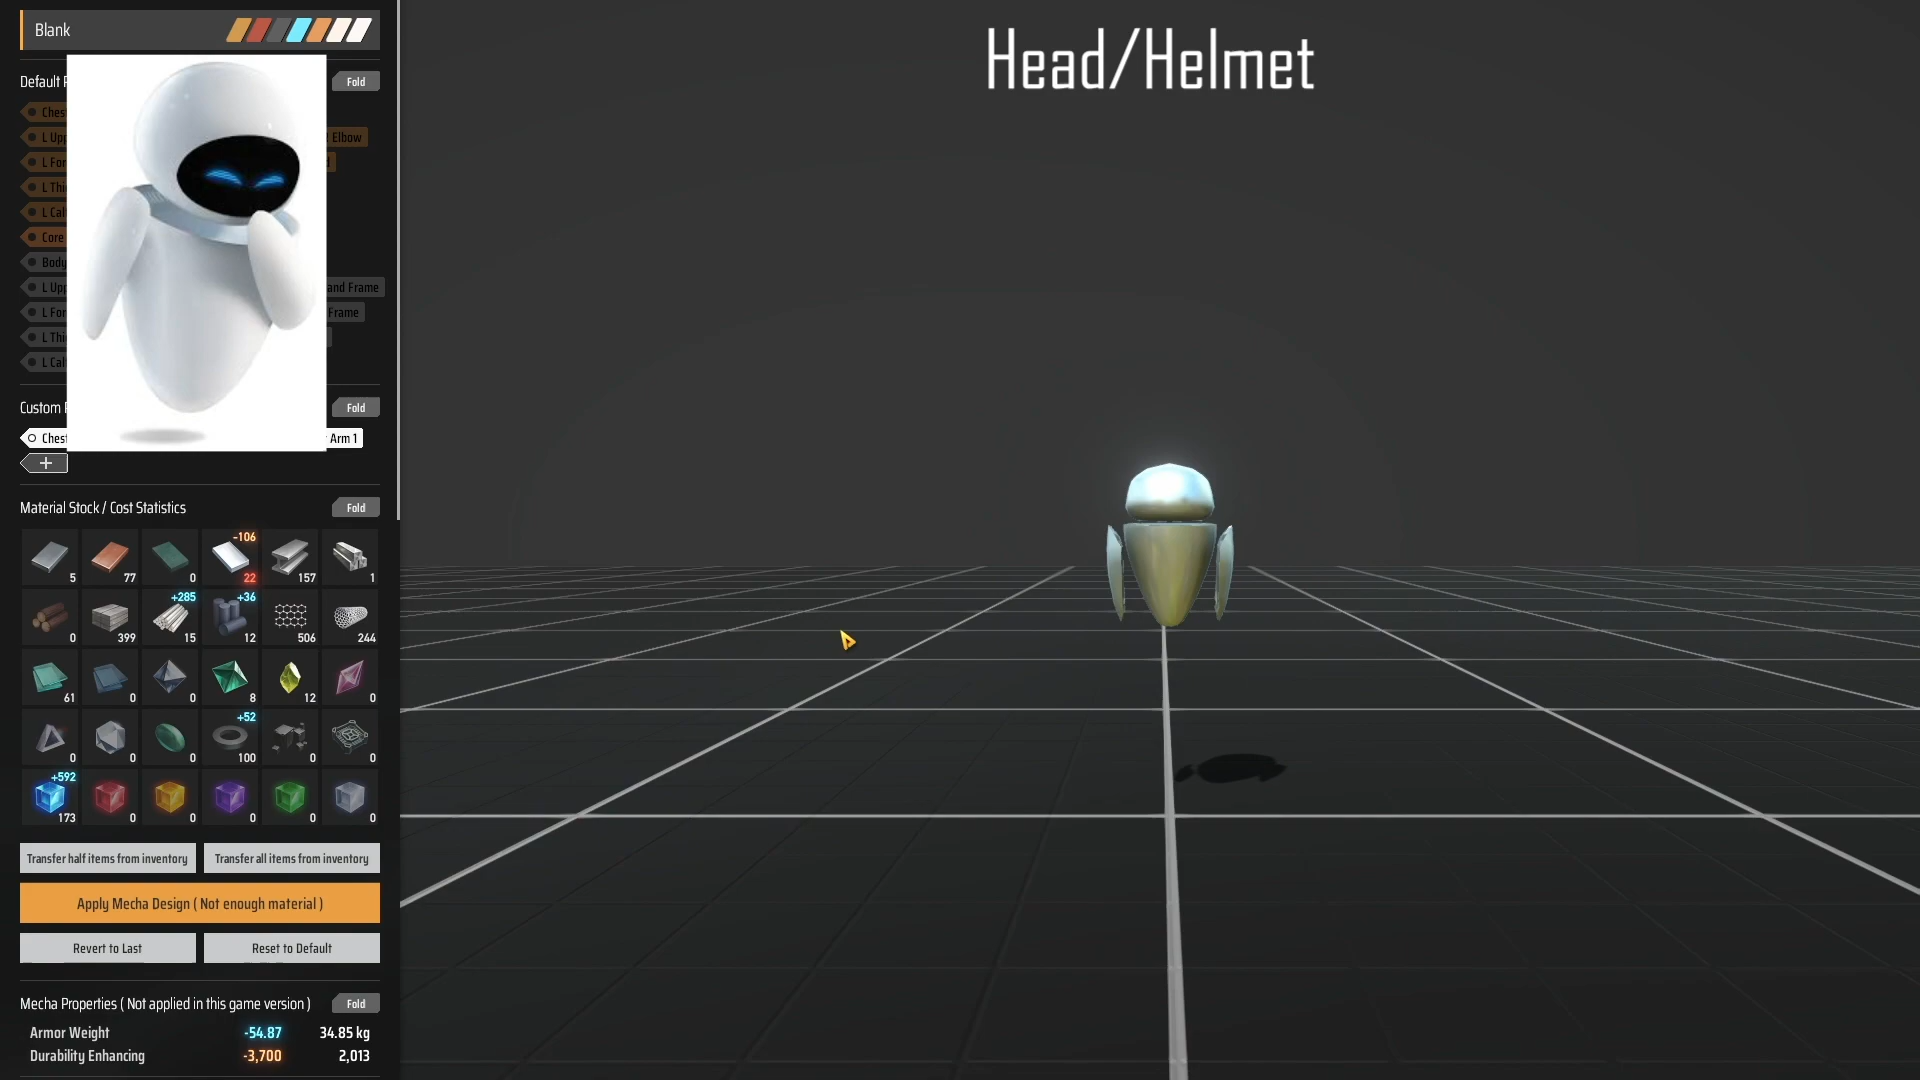 Blank
Head/Helmet
Default
Fold
Elbow
and Frame
Frame
Core
Body
Custom
Fold
Arm 1
Material Stock / Cost Statistics
Fold
-106
5
77
0
22
157
1
+285
+36
0
399
15
12
506
244
61
0
0
8
12
0
+52
0
0
0
100
0
0
+592
173
0
0
0
0
0
Transfer half items from inventory
Transfer all items from inventory
Apply Mecha Design ( Not enough material )
Revert to Last
Reset to Default
Mecha Properties ( Not applied in this game version )
Fold
Armor Weight -54.87 34.85 kg
Durability Enhancing -3,700 2,013